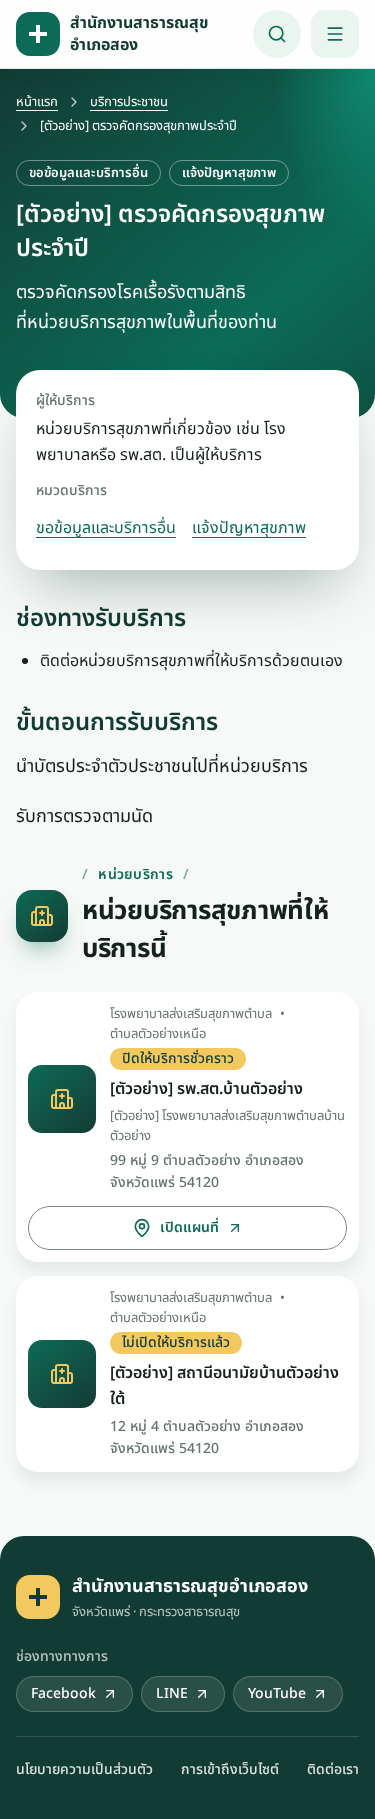 สำนักงานสาธารณสุข
อำเภอสอง
หน้าแรก
บริการประชาชน
[ตัวอย่าง] ตรวจคัดกรองสุขภาพประจำปี
ขอข้อมูลและบริการอื่น
แจ้งปัญหาสุขภาพ
[ตัวอย่าง] ตรวจคัดกรองสุขภาพ
ประจำปี
ตรวจคัดกรองโรคเรื้อรังตามสิทธิ
ที่หน่วยบริการสุขภาพในพื้นที่ของท่าน
ผู้ให้บริการ
หน่วยบริการสุขภาพที่เกี่ยวข้อง เช่น โรง
พยาบาลหรือ รพ.สต. เป็นผู้ให้บริการ
หมวดบริการ
ขอข้อมูลและบริการอื่น แจ้งปัญหาสุขภาพ
ช่องทางรับบริการ
• ติดต่อหน่วยบริการสุขภาพที่ให้บริการด้วยตนเอง
ขั้นตอนการรับบริการ
นำบัตรประจำตัวประชาชนไปที่หน่วยบริการ
รับการตรวจตามนัด
/ หน่วยบริการ /
หน่วยบริการสุขภาพที่ให้
บริการนี้
โรงพยาบาลส่งเสริมสุขภาพตำบล •
ตำบลตัวอย่างเหนือ
ปิดให้บริการชั่วคราว
[ตัวอย่าง] รพ.สต.บ้านตัวอย่าง
[ตัวอย่าง] โรงพยาบาลส่งเสริมสุขภาพตำบลบ้าน
ตัวอย่าง
99 หมู่ 9 ตำบลตัวอย่าง อำเภอสอง
จังหวัดแพร่ 54120
เปิดแผนที่
โรงพยาบาลส่งเสริมสุขภาพตำบล •
ตำบลตัวอย่างเหนือ
ไม่เปิดให้บริการแล้ว
[ตัวอย่าง] สถานีอนามัยบ้านตัวอย่าง
ใต้
12 หมู่ 4 ตำบลตัวอย่าง อำเภอสอง
จังหวัดแพร่ 54120
สำนักงานสาธารณสุขอำเภอสอง
จังหวัดแพร่ · กระทรวงสาธารณสุข
ช่องทางทางการ
Facebook
LINE
YouTube
นโยบายความเป็นส่วนตัว การเข้าถึงเว็บไซต์ ติดต่อเรา